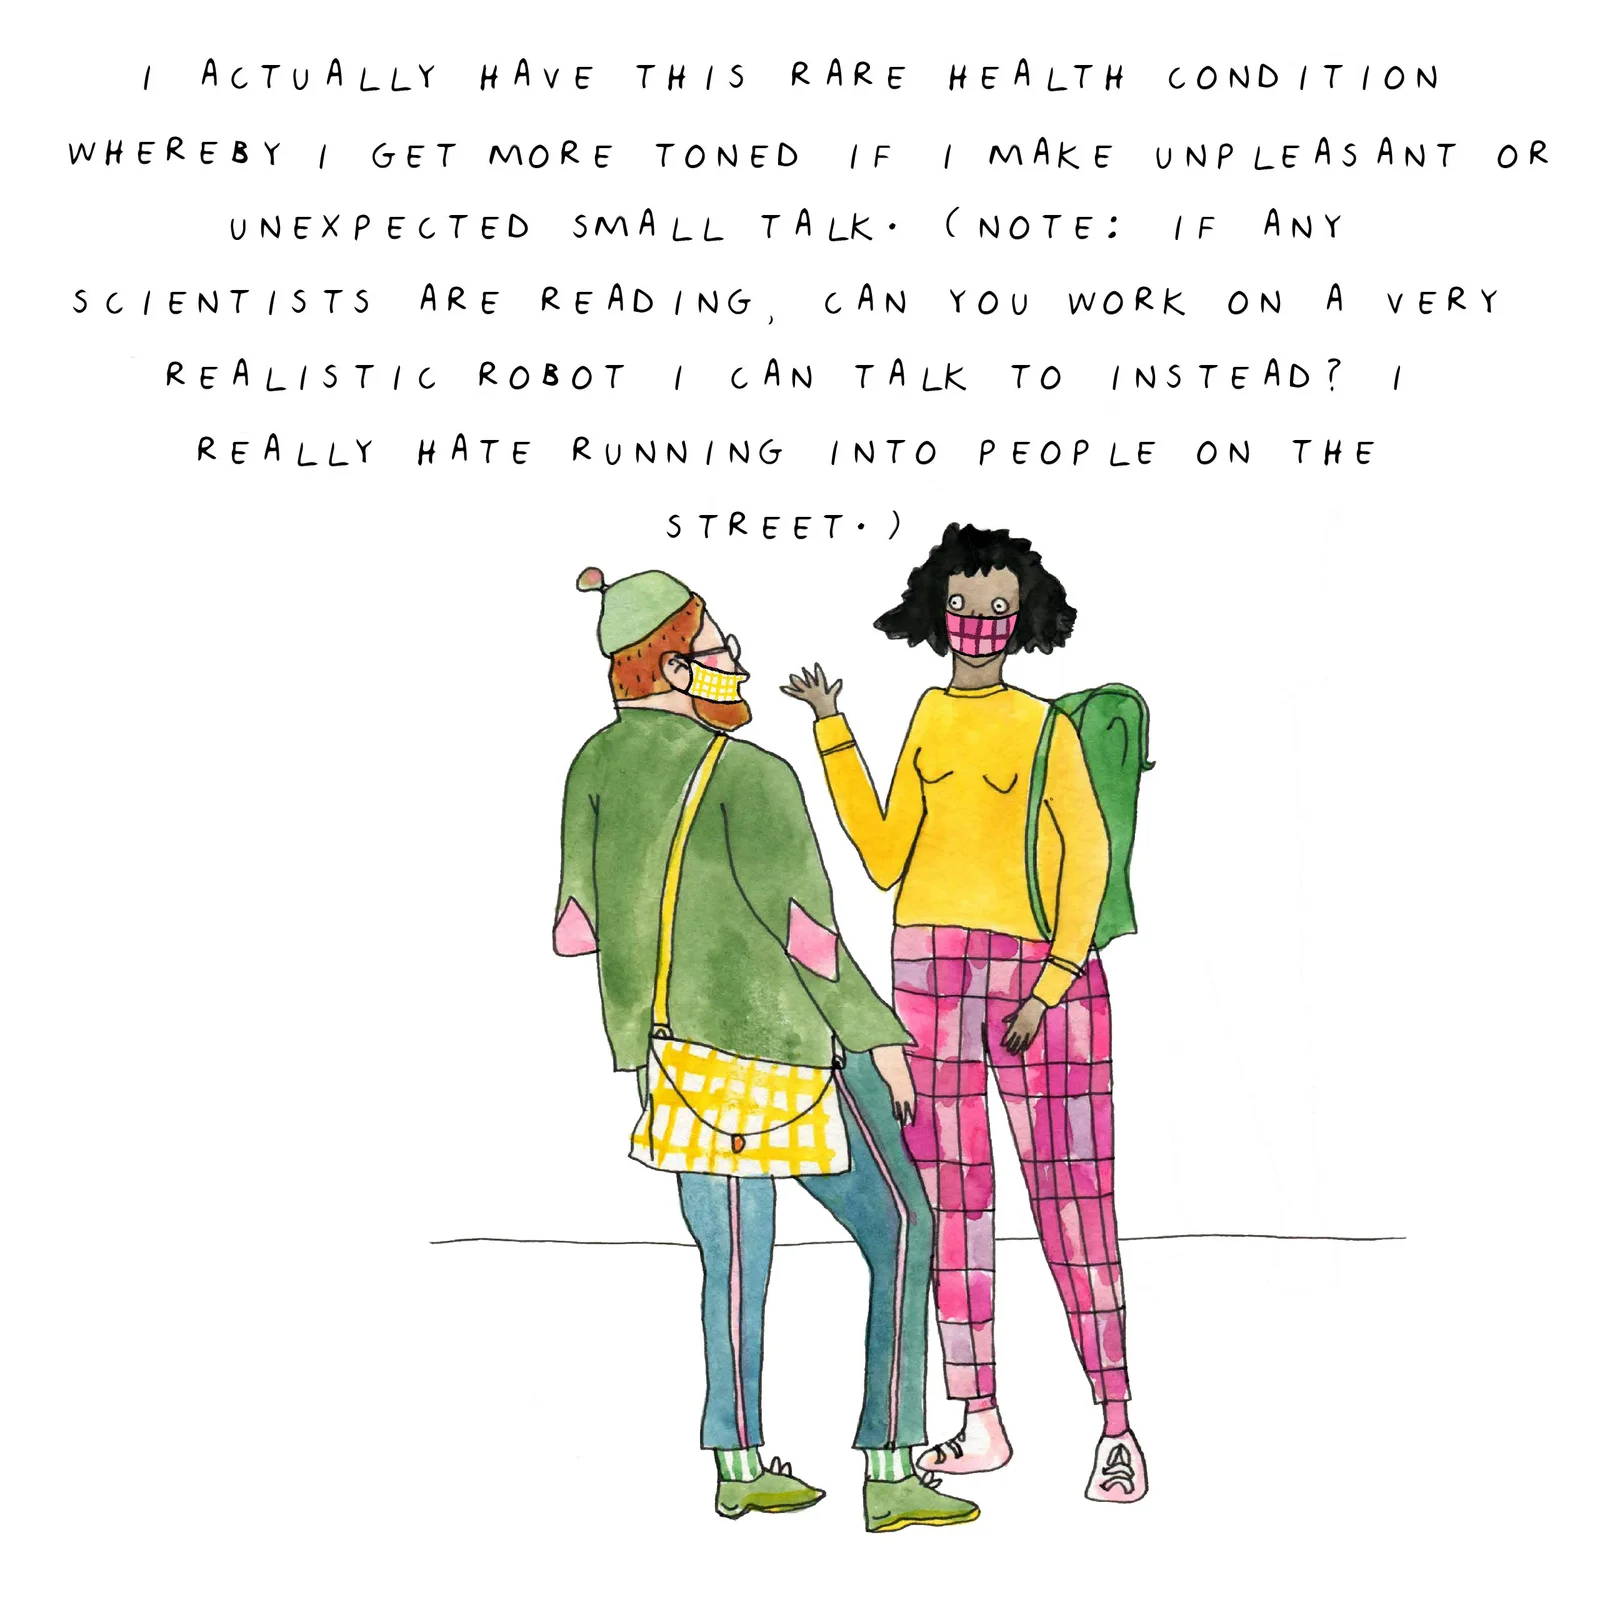 I ACTUALLY HAVE THIS RARE HEALTH CONDITION
WHEREBY I GET MORE TONED IF I MAKE UNPLEASANT OR
UNEXPECTED SMALL TALK. (NOTE: IF ANY
SCIENTISTS ARE READING, CAN YOU WORK ON A VERY
REALISTIC ROBOT I CAN TALK TO INSTEAD? I
REALLY HATE RUNNING INTO PEOPLE ON THE
STREET.)